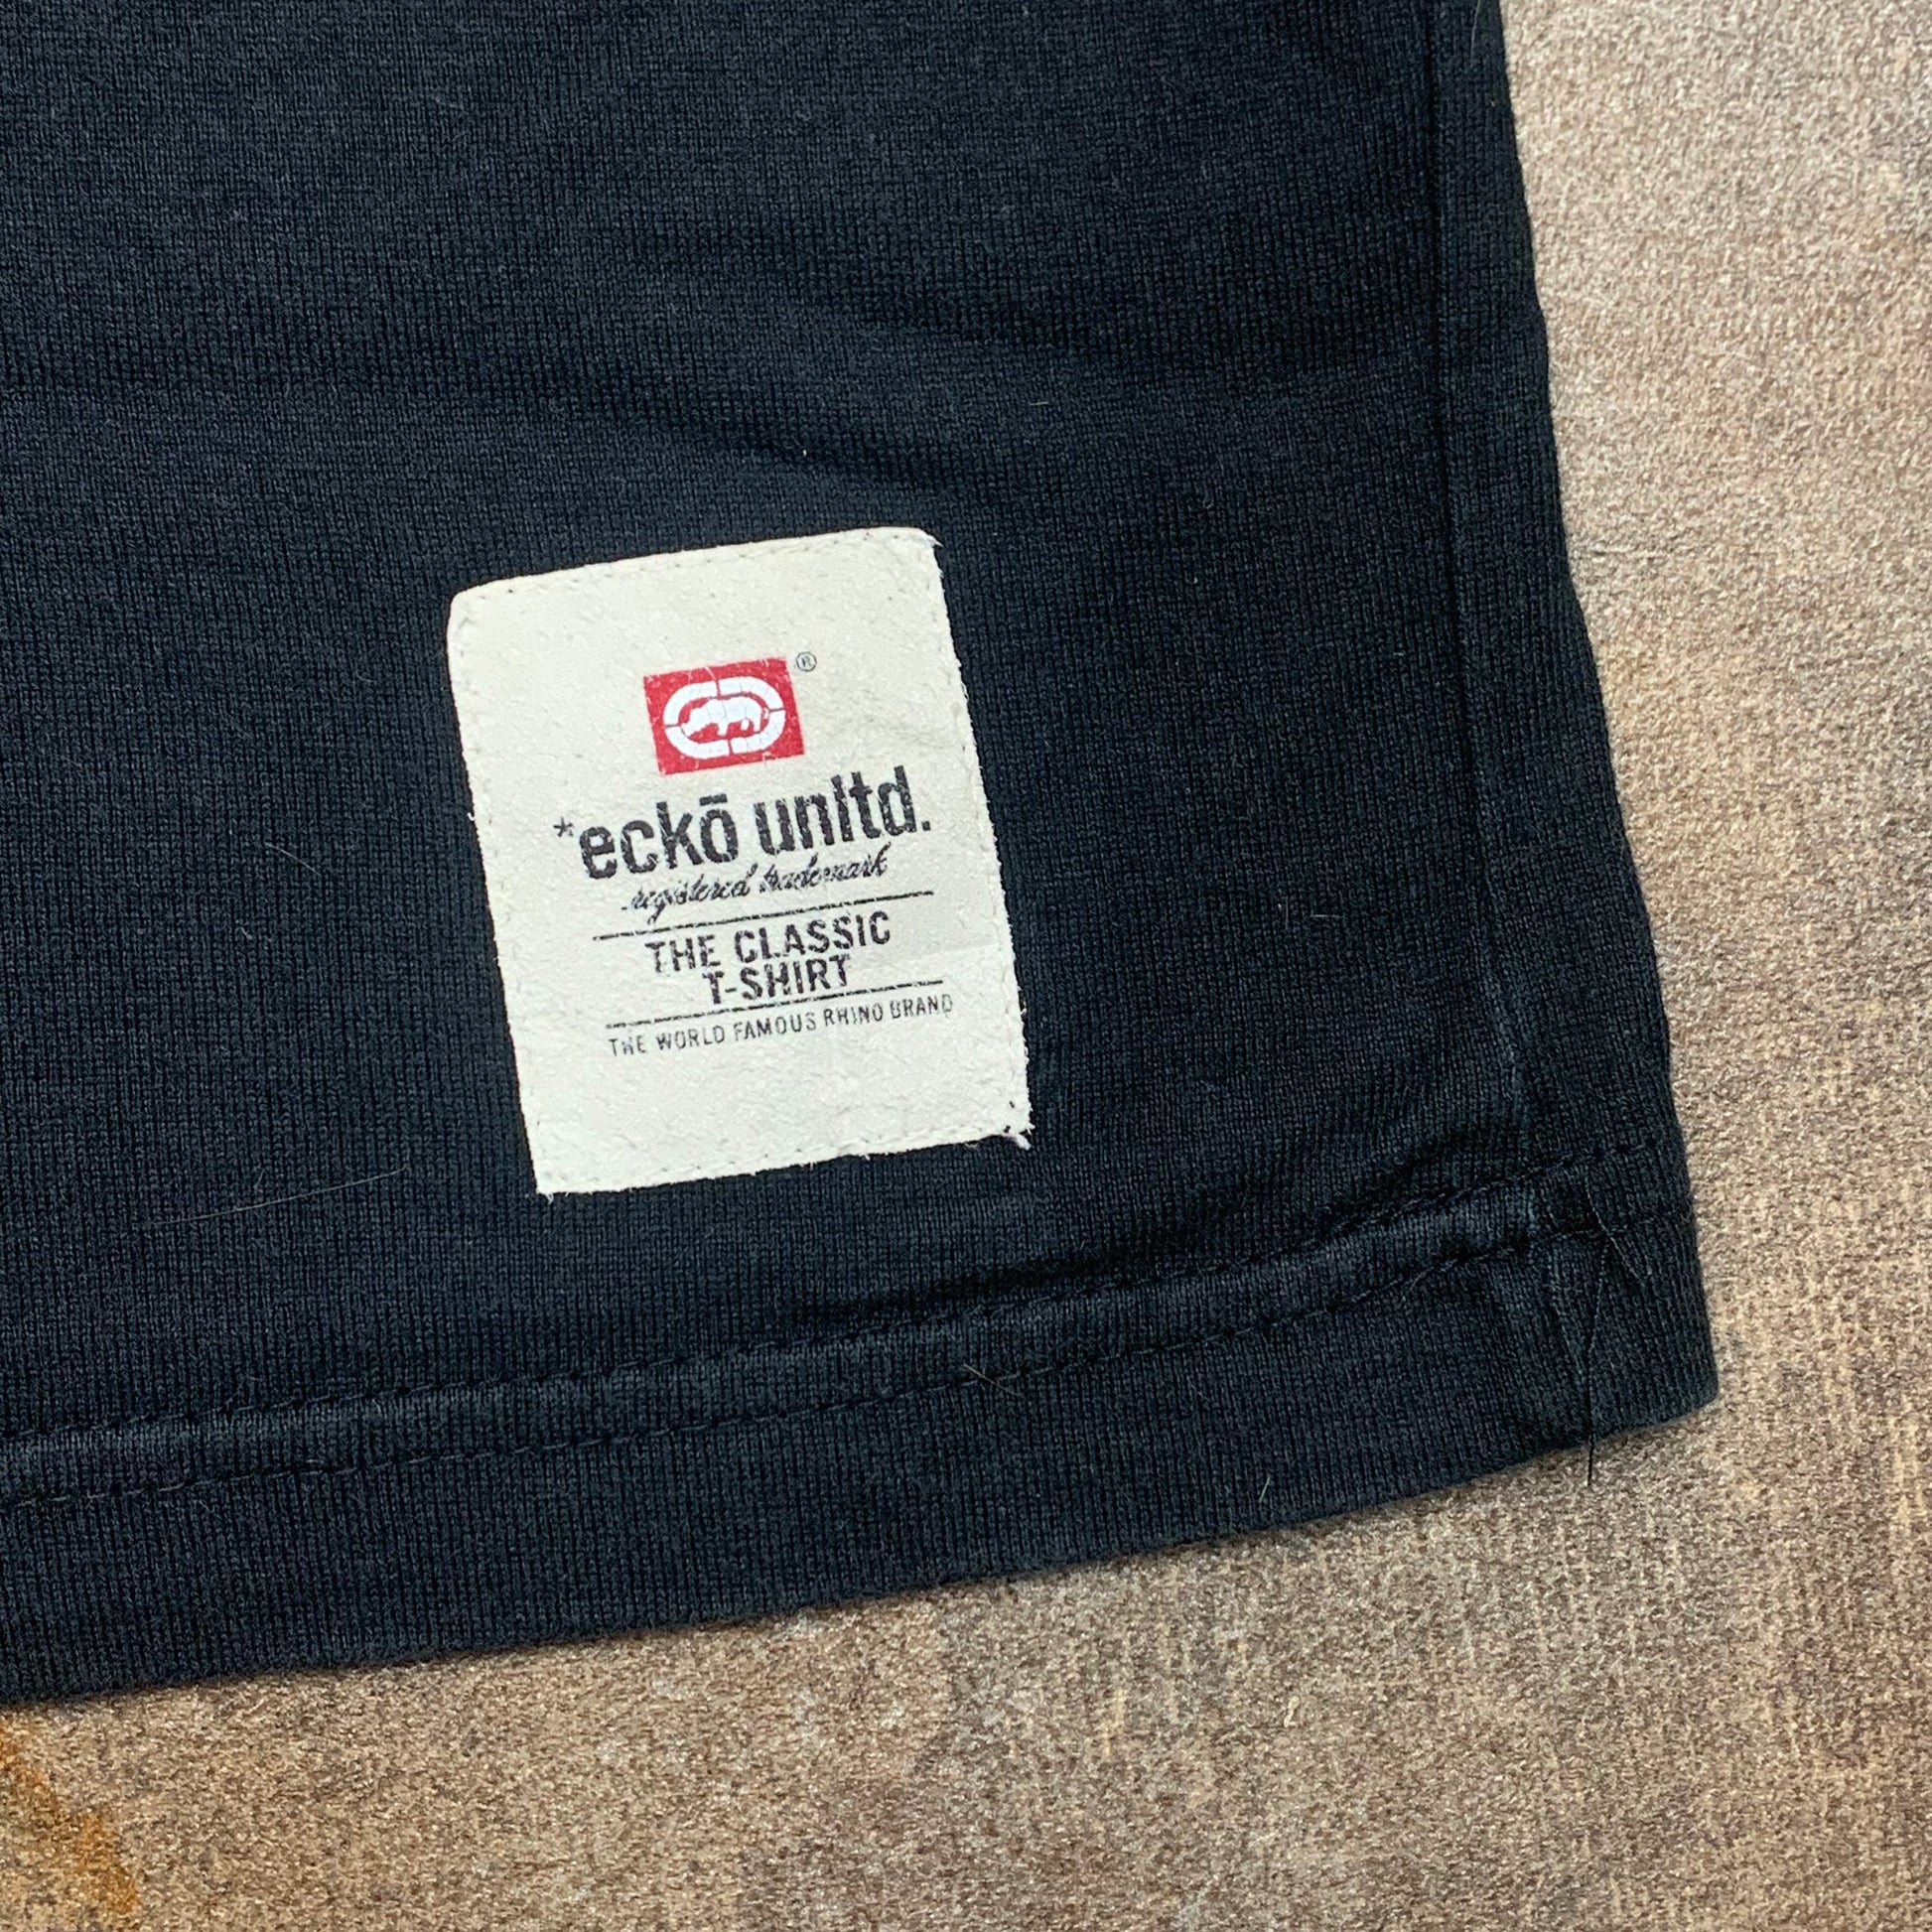 ®
*eckō unltd.
registered trademark
THE CLASSIC
T-SHIRT
THE WORLD FAMOUS RHINO BRAND